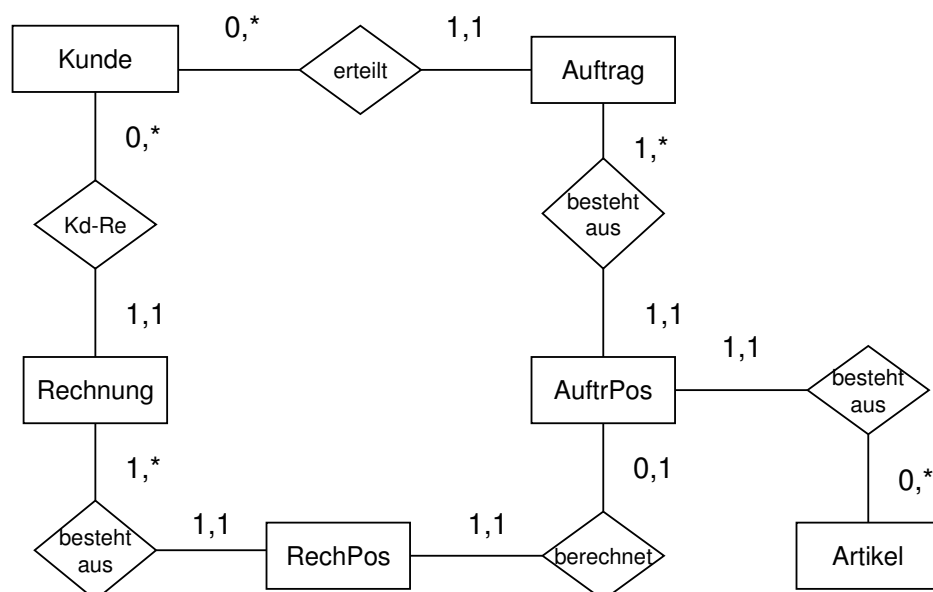 0,*
1,1
Kunde
erteilt
Auftrag
0,*
1,*
besteht
aus
Kd-Re
1,1
1,1
1,1
Rechnung
AuftrPos
besteht
aus
1,*
0,1
0,*
besteht
aus
1,1
RechPos
1,1
berechnet
Artikel